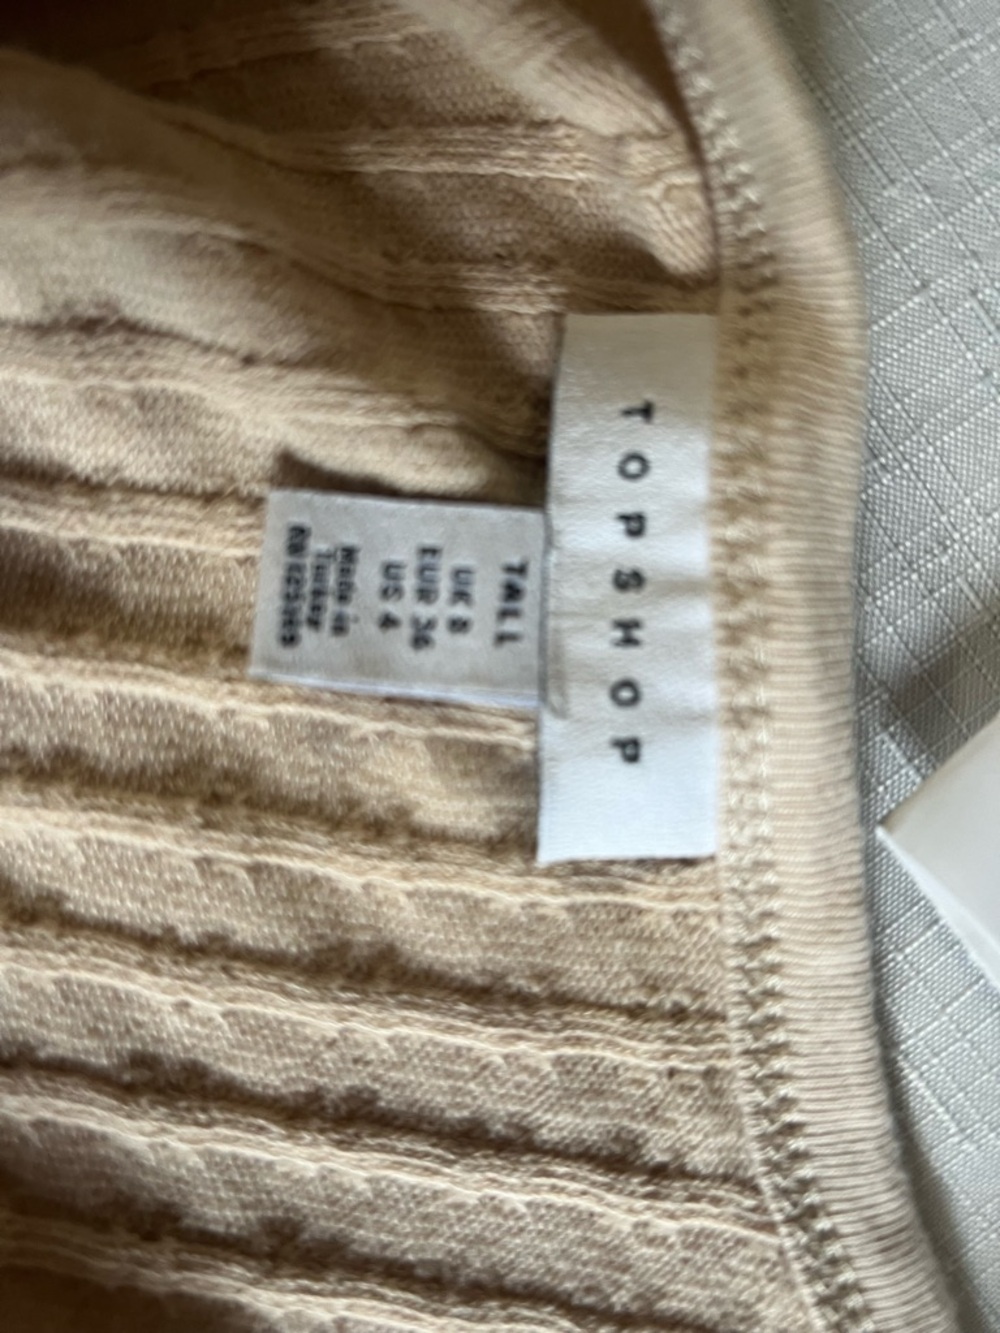 TOPSHOP
TALL
UK 8
EUR 36
US 4
Made in
Turkey